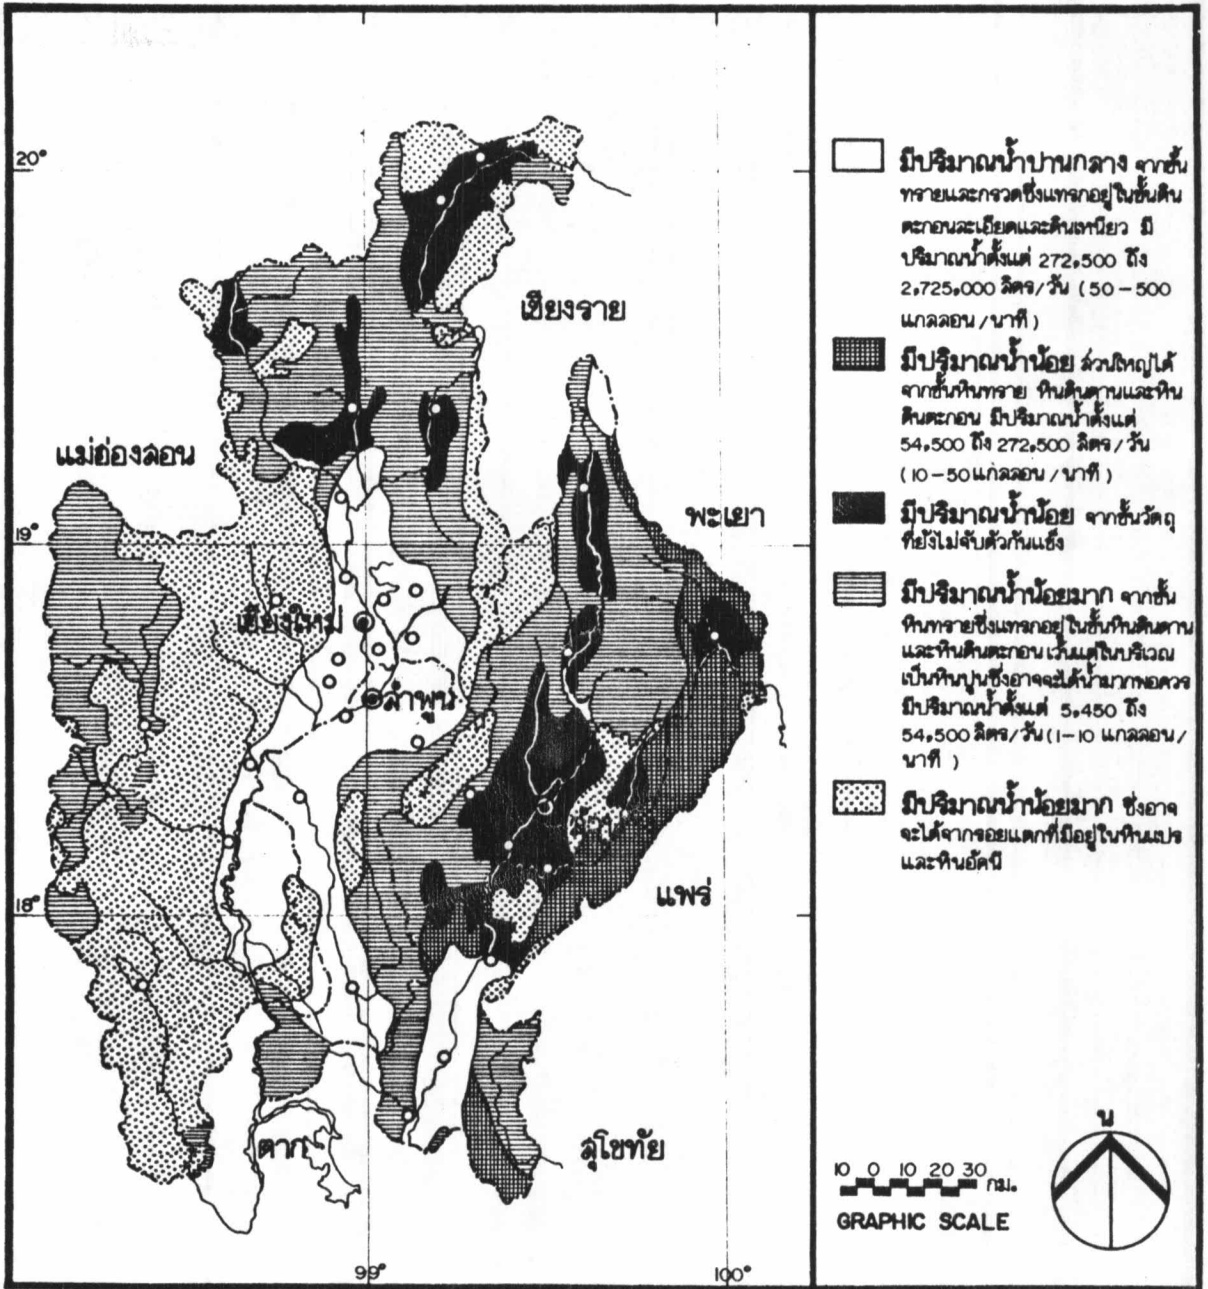 20°
19°
18°
99°
100°
เชียงราย
แม่ฮ่องสอน
พะเยา
เชียงใหม่
ลำพูน
แพร่
ตาก
สุโขทัย
มีปริมาณน้ำปานกลาง จากชั้น
ทรายและกรวดซึ่งแทรกอยู่ในชั้นดิน
ตะกอนละเอียดและดินเหนียว มี
ปริมาณน้ำตั้งแต่ 272,500 ถึง
2,725,000 ลิตร/วัน (50-500
แกลลอน/นาที)
มีปริมาณน้ำน้อย ส่วนใหญ่ได้
จากชั้นหินทราย หินดินดานและหิน
ดินตะกอน มีปริมาณน้ำตั้งแต่
54,500 ถึง 272,500 ลิตร/วัน
(10-50 แกลลอน/นาที)
มีปริมาณน้ำน้อย จากชั้นวัตถุ
ที่ยังไม่จับตัวกันแข็ง
มีปริมาณน้ำน้อยมาก จากชั้น
หินทรายซึ่งแทรกอยู่ในชั้นหินดินดาน
และหินดินตะกอน เว้นแต่ในบริเวณ
เป็นหินปูนซึ่งอาจจะได้น้ำมากพอควร
มีปริมาณน้ำตั้งแต่ 5,450 ถึง
54,500 ลิตร/วัน (1-10 แกลลอน/
นาที )
มีปริมาณน้ำน้อยมาก ซึ่งอาจ
จะได้จากรอยแตกที่มีอยู่ในหินแปร
และหินอัคนี
น
10 0 10 20 30 กม.
GRAPHIC SCALE